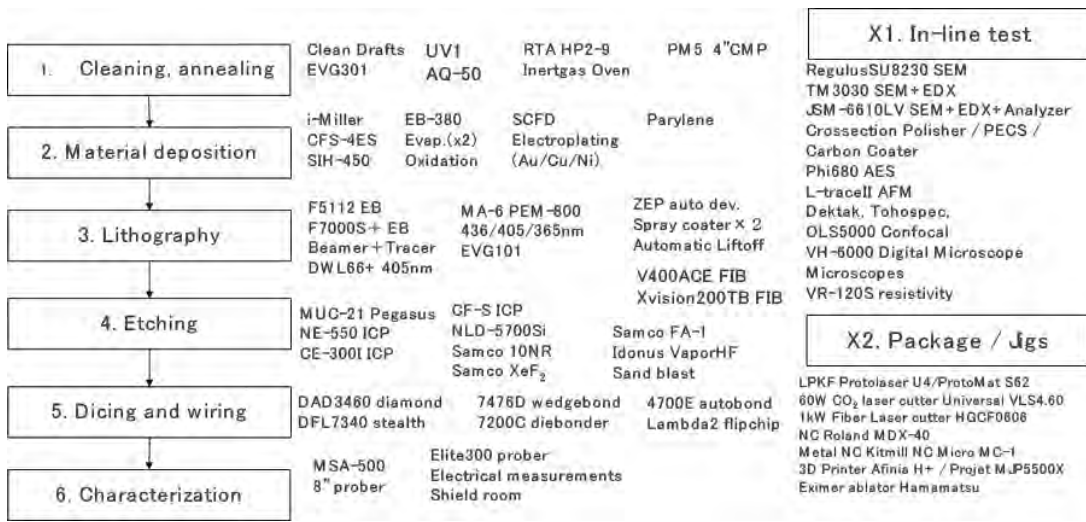 1. Cleaning, annealing
Clean Drafts UV1 RTA HP2-9 PM5 4"CMP
EVG301 AQ-50 Inertgas Oven
2. Material deposition
i-Miller EB-380 SCFD Parylene
CFS-4ES Evap.(x2) Electroplating
SIH-450 Oxidation (Au/Cu/Ni)
3. Lithography
F5112 EB MA-6 PEM-800 ZEP auto dev.
F7000S+ EB 436/405/365nm Spray coater×2
Beamer+Tracer EVG101 Automatic Liftoff
DWL66+ 405nm
V400ACE FIB
Xvision200TB FIB
4. Etching
MUC-21 Pegasus CF-S ICP
NE-550 ICP NLD-5700Si Samco FA-1
CE-300I ICP Samco 10NR Idonus VaporHF
Samco XeF₂ Sand blast
5. Dicing and wiring
DAD3460 diamond 7476D wedgebond 4700E autobond
DFL7340 stealth 7200C diebonder Lambda2 flipchip
6. Characterization
MSA-500 Elite300 prober
8" prober Electrical measurements
Shield room
X1. In-line test
RegulusSU8230 SEM
TM3030 SEM+EDX
JSM-6610LV SEM+EDX+Analyzer
Crossection Polisher / PECS /
Carbon Coater
Phi680 AES
L-traceII AFM
Dektak, Tohospec,
OLS5000 Confocal
VH-6000 Digital Microscope
Microscopes
VR-120S resistivity
X2. Package / Jigs
LPKF Protolaser U4/ProtoMat S62
60W CO₂ laser cutter Universal VLS4.60
1kW Fiber Laser cutter HGCF0606
NC Roland MDX-40
Metal NC Kitmill NC Micro MC-1
3D Printer Afinia H+ / Projet MJP5500X
Eximer ablator Hamamatsu